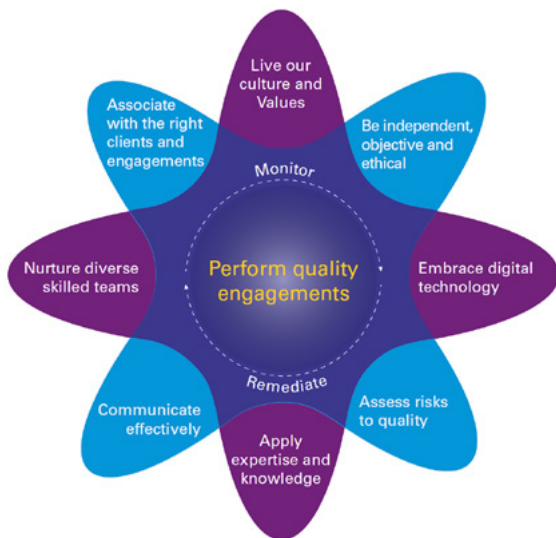 Live our
culture and
Values
Associate
with the right
clients and
engagements
Be independent,
objective and
ethical
Monitor
Nurture diverse
skilled teams
Perform quality
engagements
Embrace digital
technology
Remediate
Communicate
effectively
Assess risks
to quality
Apply
expertise and
knowledge